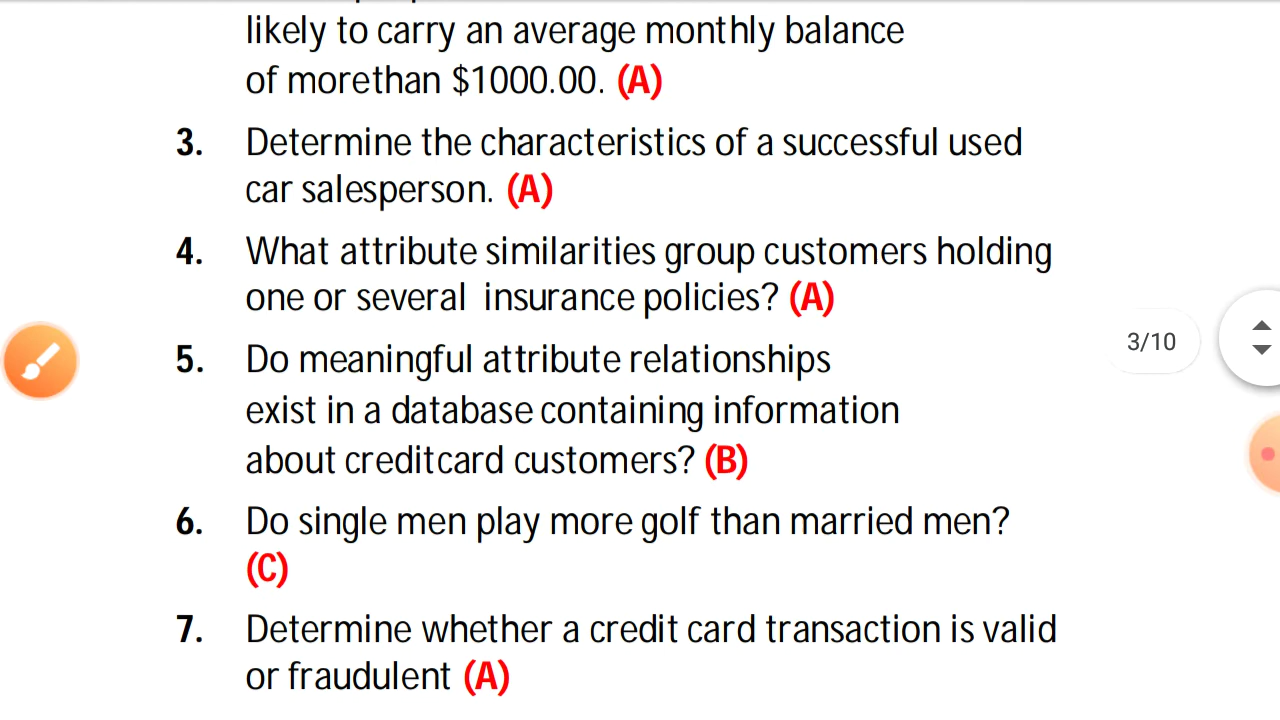 likely to carry an average monthly balance
of morethan $1000.00. (A)
3. Determine the characteristics of a successful used
car salesperson. (A)
4. What attribute similarities group customers holding
one or several insurance policies? (A)
3/10
5. Do meaningful attribute relationships
exist in a database containing information
about creditcard customers? (B)
6. Do single men play more golf than married men?
(C)
7. Determine whether a credit card transaction is valid
or fraudulent (A)